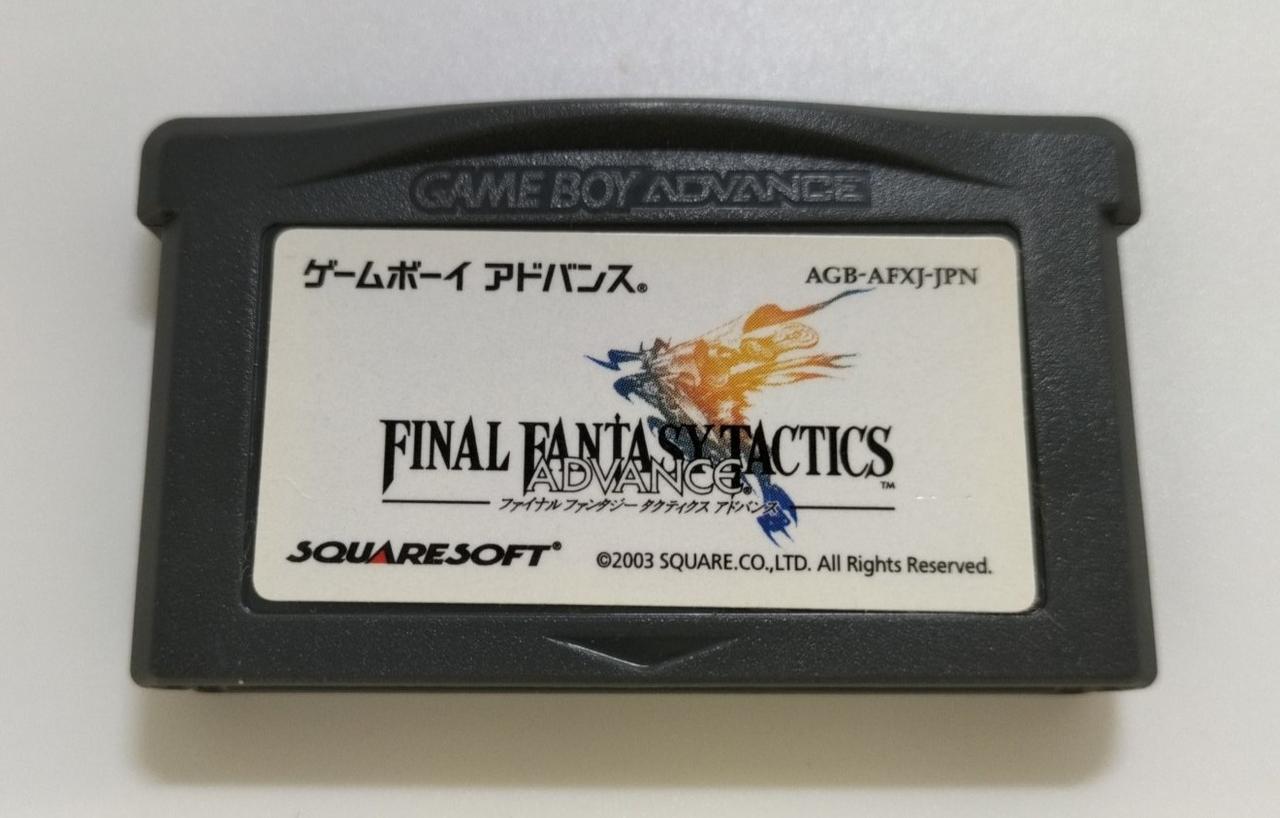 GAME BOY ADVANCE
ゲームボーイ アドバンス®
AGB-AFXJ-JPN
FINAL FANTASY TACTICS™
ADVANCE®
ファイナルファンタジー タクティクス アドバンス
SQUARESOFT®
©2003 SQUARE.CO.,LTD. All Rights Reserved.